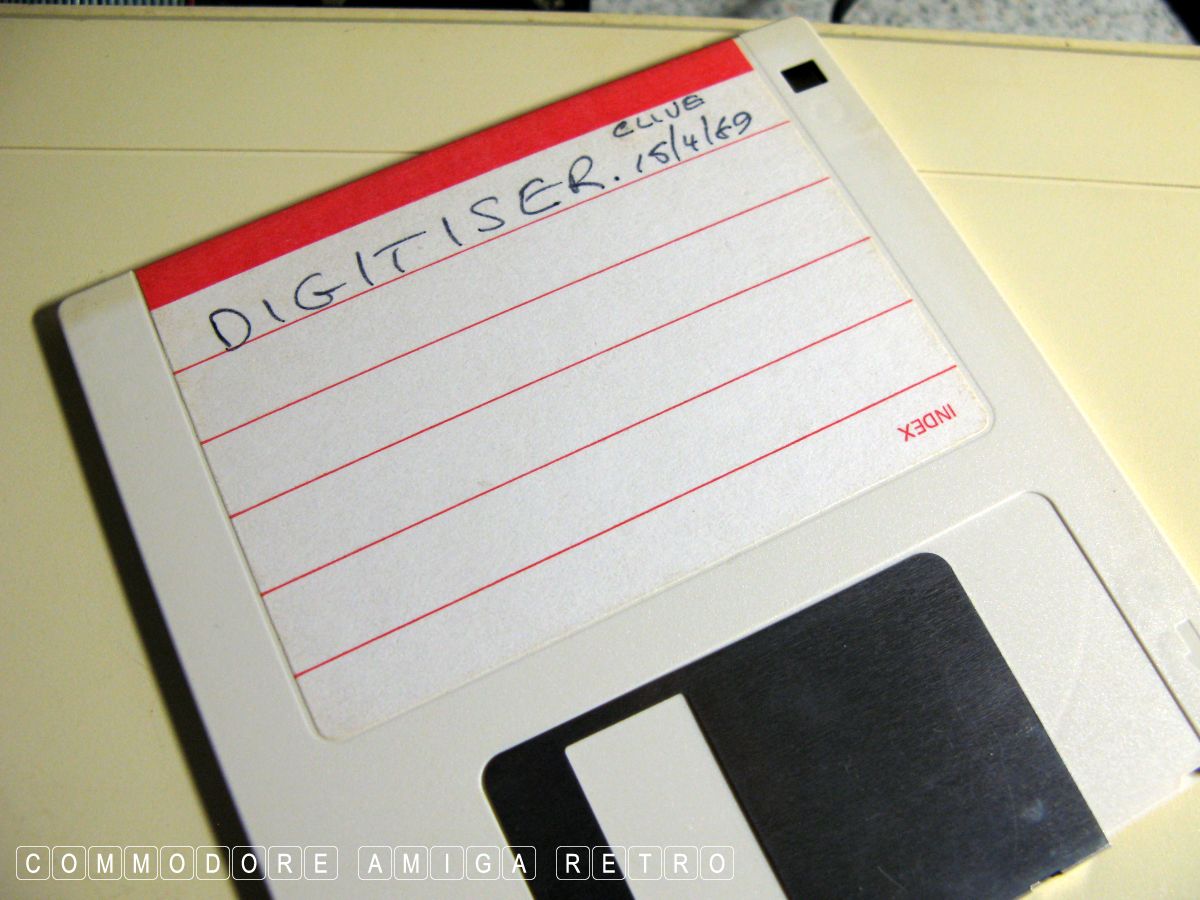 CLIVE
DIGITISER. 18/4/89
INDEX
COMMODORE AMIGA RETRO